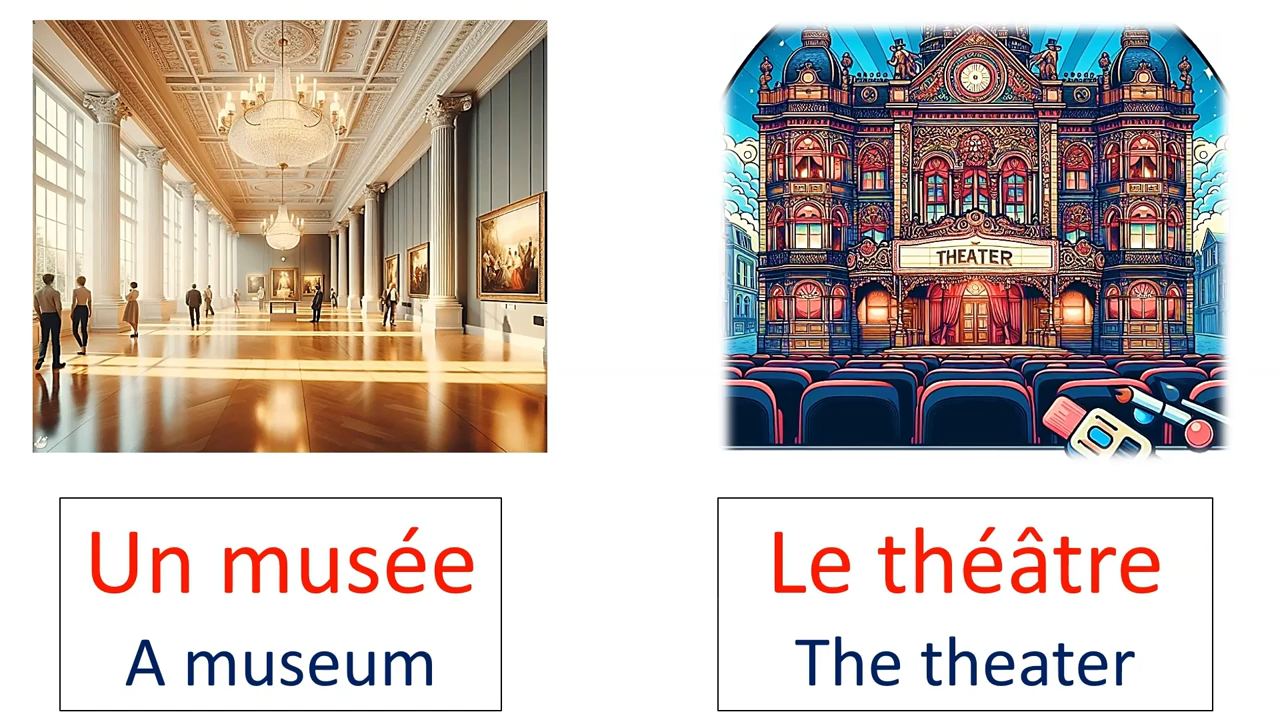 THEATER
Un musée
A museum
Le théâtre
The theater